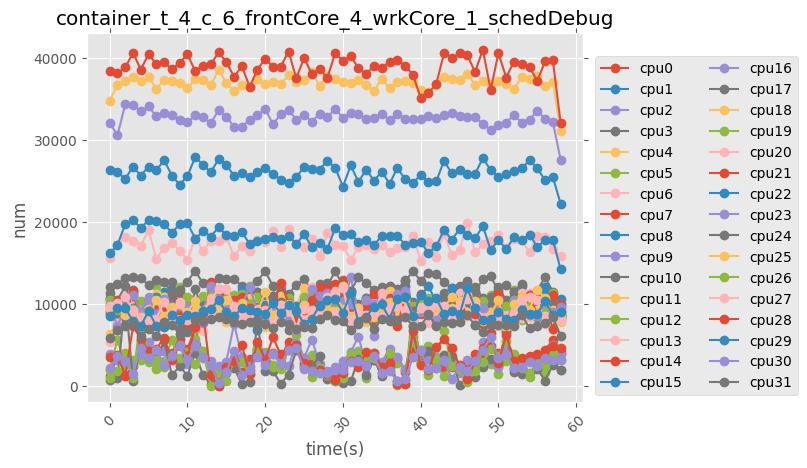 container_t_4_c_6_frontCore_4_wrkCore_1_schedDebug
40000
30000
20000
10000
0
num
0
10
20
30
40
50
60
time(s)
cpu0
cpu1
cpu2
cpu3
cpu4
cpu5
cpu6
cpu7
cpu8
cpu9
cpu10
cpu11
cpu12
cpu13
cpu14
cpu15
cpu16
cpu17
cpu18
cpu19
cpu20
cpu21
cpu22
cpu23
cpu24
cpu25
cpu26
cpu27
cpu28
cpu29
cpu30
cpu31